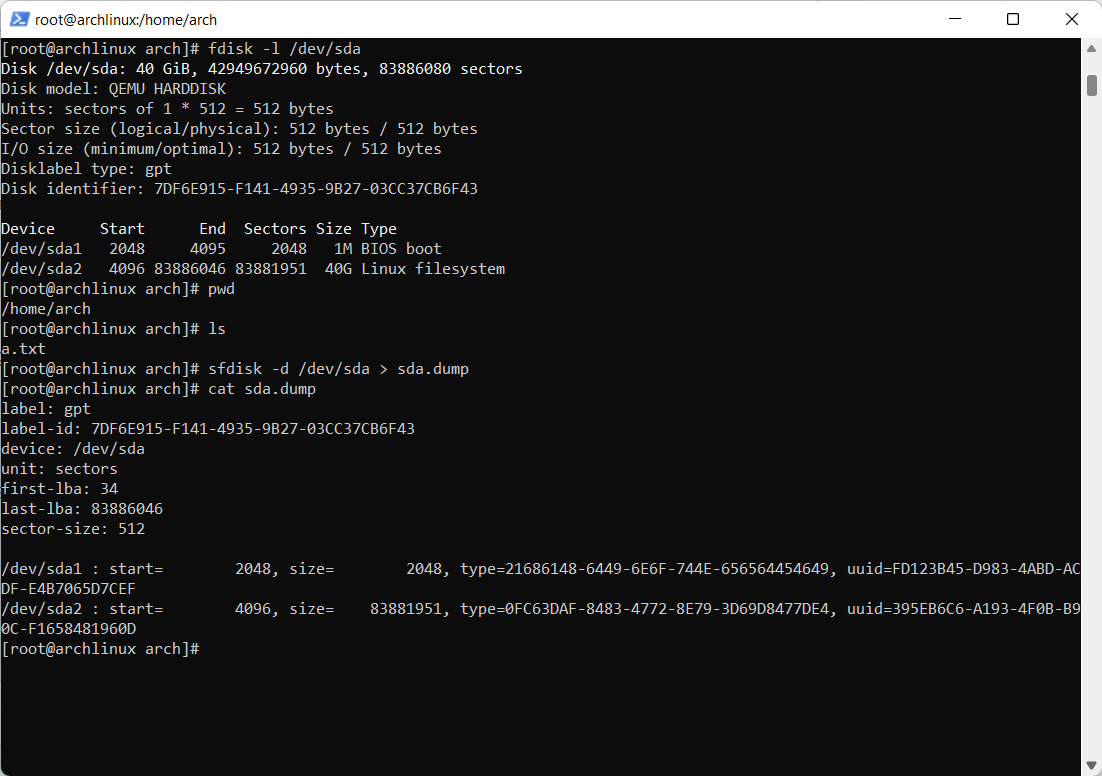 root@archlinux:/home/arch
[root@archlinux arch]# fdisk -l /dev/sda
Disk /dev/sda: 40 GiB, 42949672960 bytes, 83886080 sectors
Disk model: QEMU HARDDISK
Units: sectors of 1 * 512 = 512 bytes
Sector size (logical/physical): 512 bytes / 512 bytes
I/O size (minimum/optimal): 512 bytes / 512 bytes
Disklabel type: gpt
Disk identifier: 7DF6E915-F141-4935-9B27-03CC37CB6F43
Device     Start      End  Sectors Size Type
/dev/sda1   2048     4095     2048   1M BIOS boot
/dev/sda2   4096 83886046 83881951  40G Linux filesystem
[root@archlinux arch]# pwd
/home/arch
[root@archlinux arch]# ls
a.txt
[root@archlinux arch]# sfdisk -d /dev/sda > sda.dump
[root@archlinux arch]# cat sda.dump
label: gpt
label-id: 7DF6E915-F141-4935-9B27-03CC37CB6F43
device: /dev/sda
unit: sectors
first-lba: 34
last-lba: 83886046
sector-size: 512
/dev/sda1 : start=        2048, size=        2048, type=21686148-6449-6E6F-744E-656564454649, uuid=FD123B45-D983-4ABD-AC
DF-E4B7065D7CEF
/dev/sda2 : start=        4096, size=    83881951, type=0FC63DAF-8483-4772-8E79-3D69D8477DE4, uuid=395EB6C6-A193-4F0B-B9
0C-F1658481960D
[root@archlinux arch]#